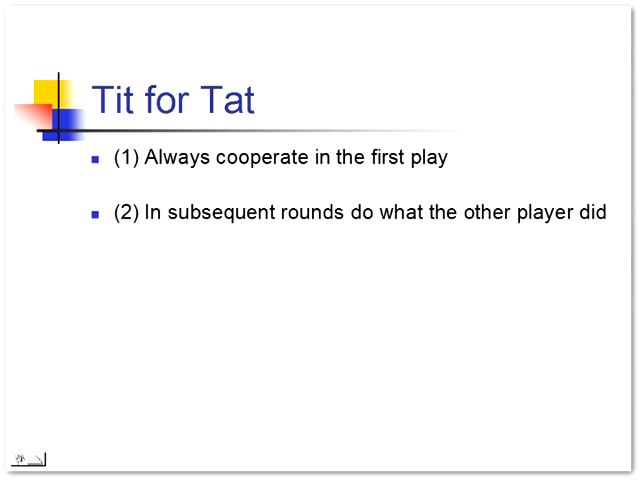 Tit for Tat
(1) Always cooperate in the first play
(2) In subsequent rounds do what the other player did